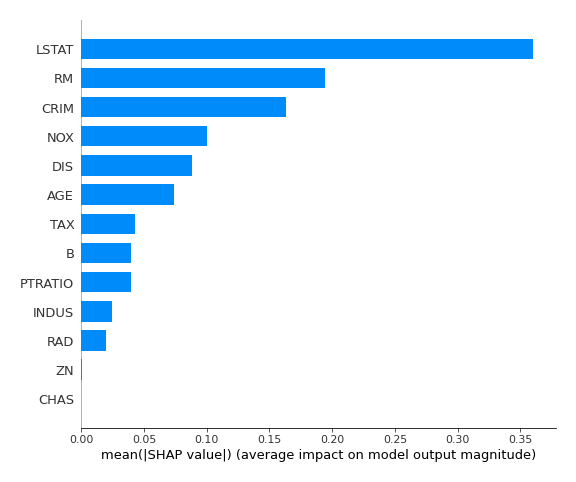 LSTAT
RM
CRIM
NOX
DIS
AGE
TAX
B
PTRATIO
INDUS
RAD
ZN
CHAS
0.00 0.05 0.10 0.15 0.20 0.25 0.30 0.35
mean(|SHAP value|) (average impact on model output magnitude)